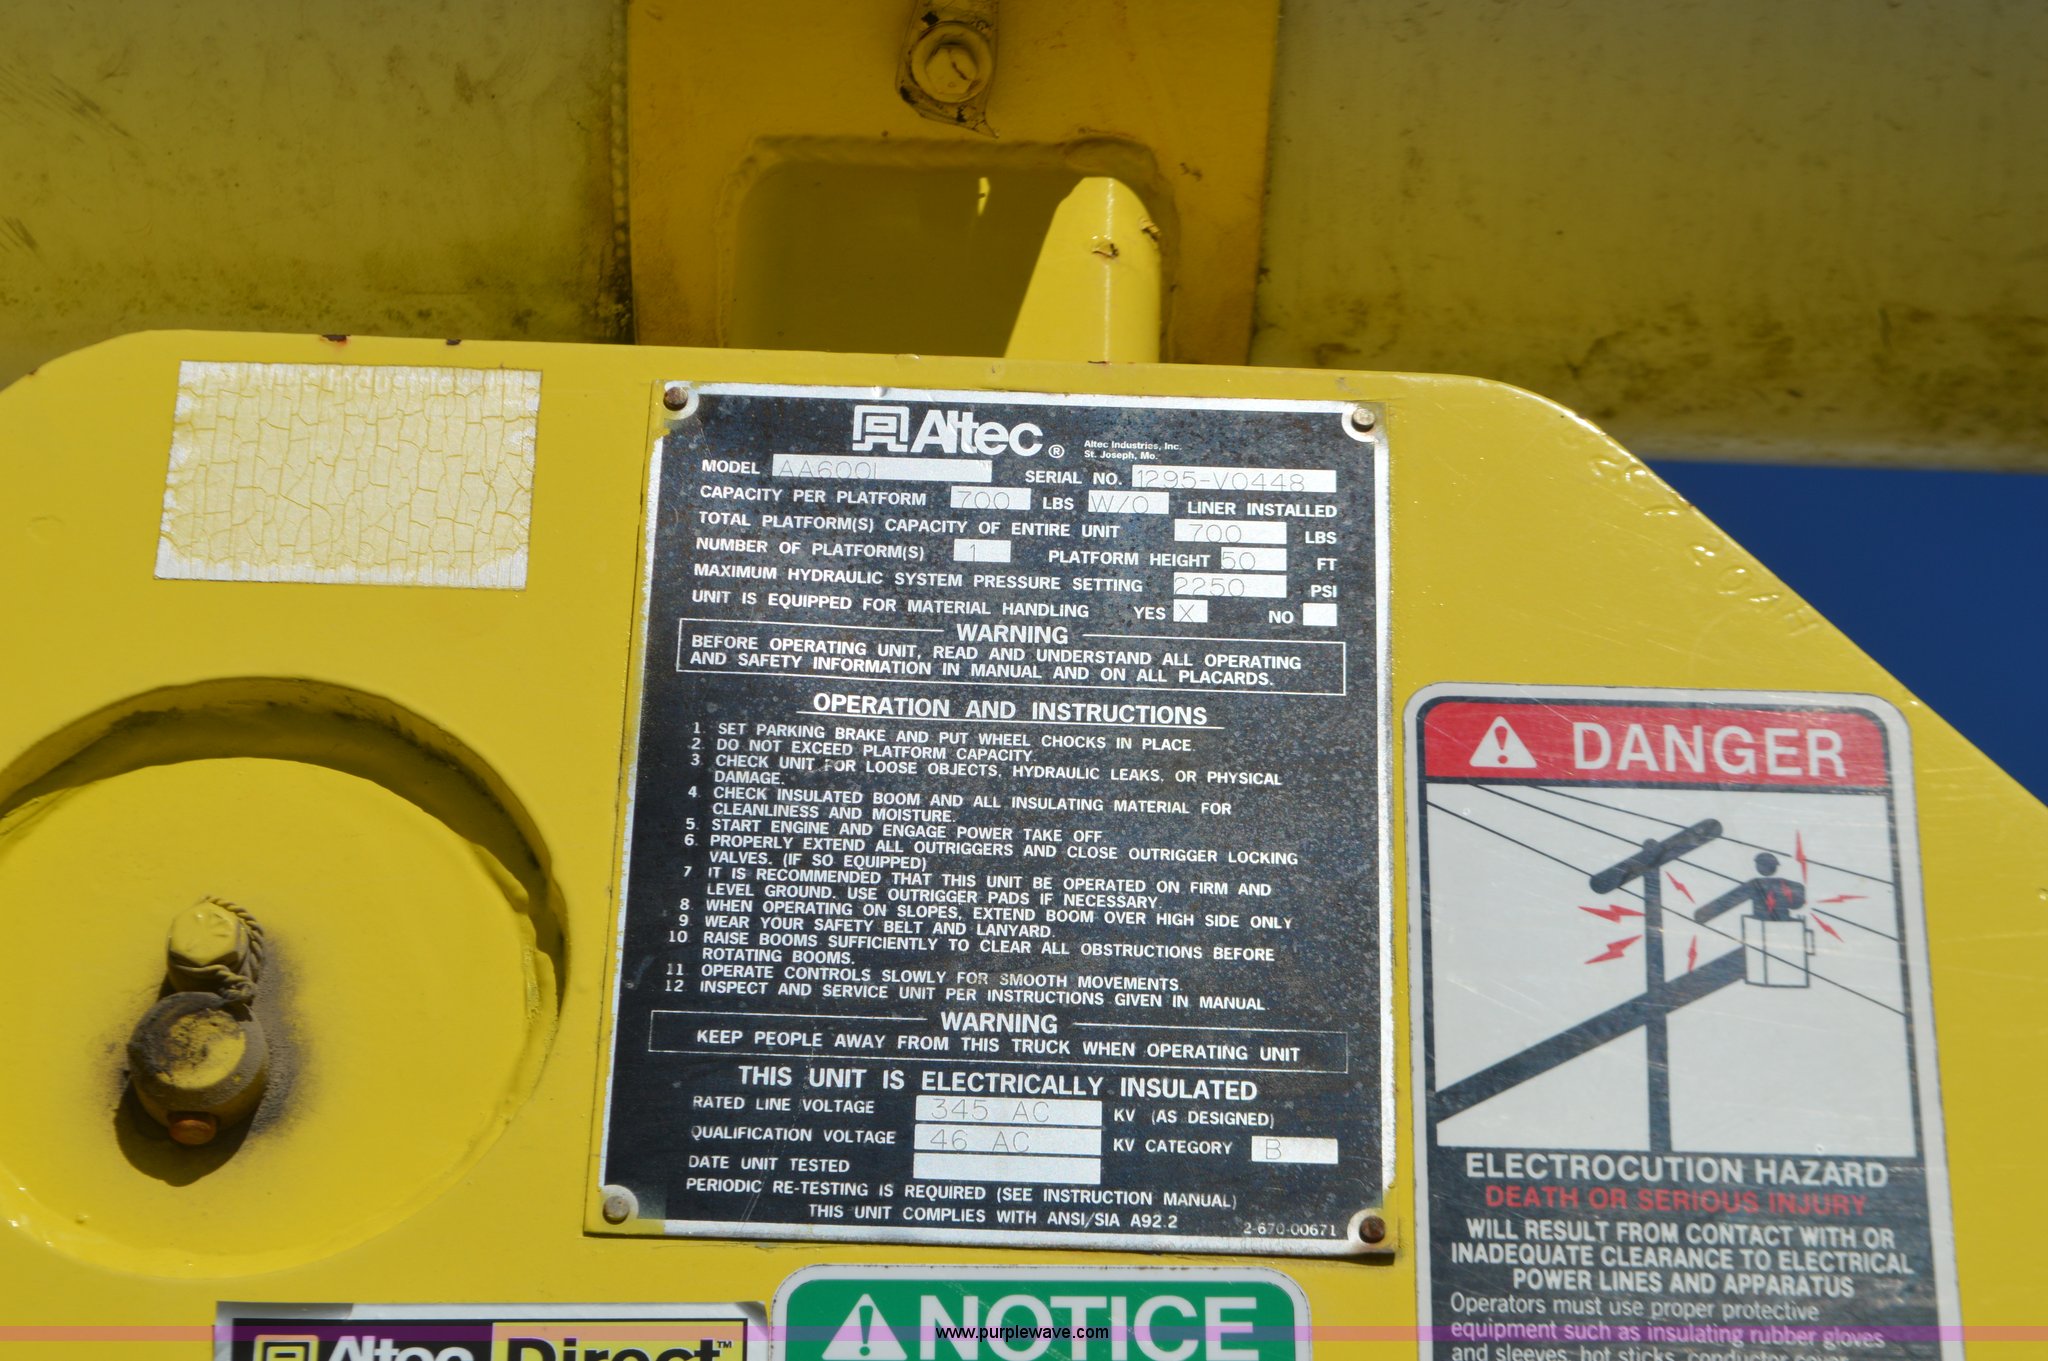 Altec®
Altec Industries, Inc.
St. Joseph, Mo.
MODEL AA600L SERIAL NO. 1295-V0448
CAPACITY PER PLATFORM 700 LBS W/O LINER INSTALLED
TOTAL PLATFORM(S) CAPACITY OF ENTIRE UNIT 700 LBS
NUMBER OF PLATFORM(S) 1 PLATFORM HEIGHT 60 FT
MAXIMUM HYDRAULIC SYSTEM PRESSURE SETTING 2250 PSI
UNIT IS EQUIPPED FOR MATERIAL HANDLING YES X NO
WARNING
BEFORE OPERATING UNIT, READ AND UNDERSTAND ALL OPERATING
AND SAFETY INFORMATION IN MANUAL AND ON ALL PLACARDS.
OPERATION AND INSTRUCTIONS
1. SET PARKING BRAKE AND PUT WHEEL CHOCKS IN PLACE.
2. DO NOT EXCEED PLATFORM CAPACITY.
3. CHECK UNIT FOR LOOSE OBJECTS, HYDRAULIC LEAKS, OR PHYSICAL
DAMAGE.
4. CHECK INSULATED BOOM AND ALL INSULATING MATERIAL FOR
CLEANLINESS AND MOISTURE.
5. START ENGINE AND ENGAGE POWER TAKE OFF.
6. PROPERLY EXTEND ALL OUTRIGGERS AND CLOSE OUTRIGGER LOCKING
VALVES. (IF SO EQUIPPED)
7 IT IS RECOMMENDED THAT THIS UNIT BE OPERATED ON FIRM AND
LEVEL GROUND. USE OUTRIGGER PADS IF NECESSARY.
8 WHEN OPERATING ON SLOPES, EXTEND BOOM OVER HIGH SIDE ONLY
9 WEAR YOUR SAFETY BELT AND LANYARD.
10 RAISE BOOMS SUFFICIENTLY TO CLEAR ALL OBSTRUCTIONS BEFORE
ROTATING BOOMS.
11 OPERATE CONTROLS SLOWLY FOR SMOOTH MOVEMENTS.
12 INSPECT AND SERVICE UNIT PER INSTRUCTIONS GIVEN IN MANUAL
WARNING
KEEP PEOPLE AWAY FROM THIS TRUCK WHEN OPERATING UNIT
THIS UNIT IS ELECTRICALLY INSULATED
RATED LINE VOLTAGE 345 AC KV (AS DESIGNED)
QUALIFICATION VOLTAGE 46 AC KV CATEGORY B
DATE UNIT TESTED
PERIODIC RE-TESTING IS REQUIRED (SEE INSTRUCTION MANUAL)
THIS UNIT COMPLIES WITH ANSI/SIA A92.2
2-670-00671
DANGER
ELECTROCUTION HAZARD
DEATH OR SERIOUS INJURY
WILL RESULT FROM CONTACT WITH OR
INADEQUATE CLEARANCE TO ELECTRICAL
POWER LINES AND APPARATUS
Operators must use proper protective
equipment such as insulating rubber gloves
and sleeves, hot sticks, conductor cover
NOTICE
Altec Direct™
www.purplewave.com